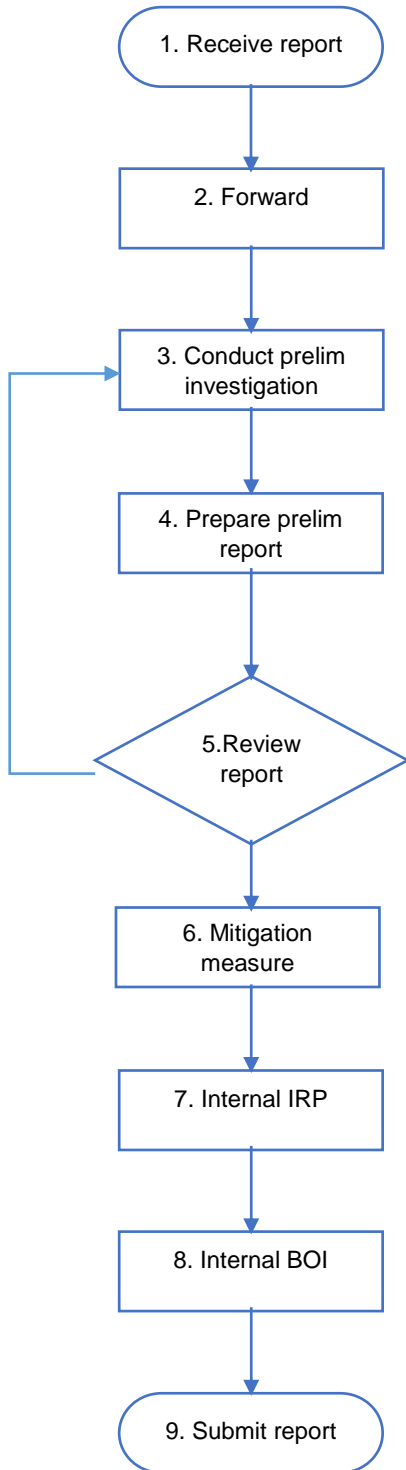 1. Receive report
2. Forward
3. Conduct prelim
investigation
4. Prepare prelim
report
5.Review
report
6. Mitigation
measure
7. Internal IRP
8. Internal BOI
9. Submit report